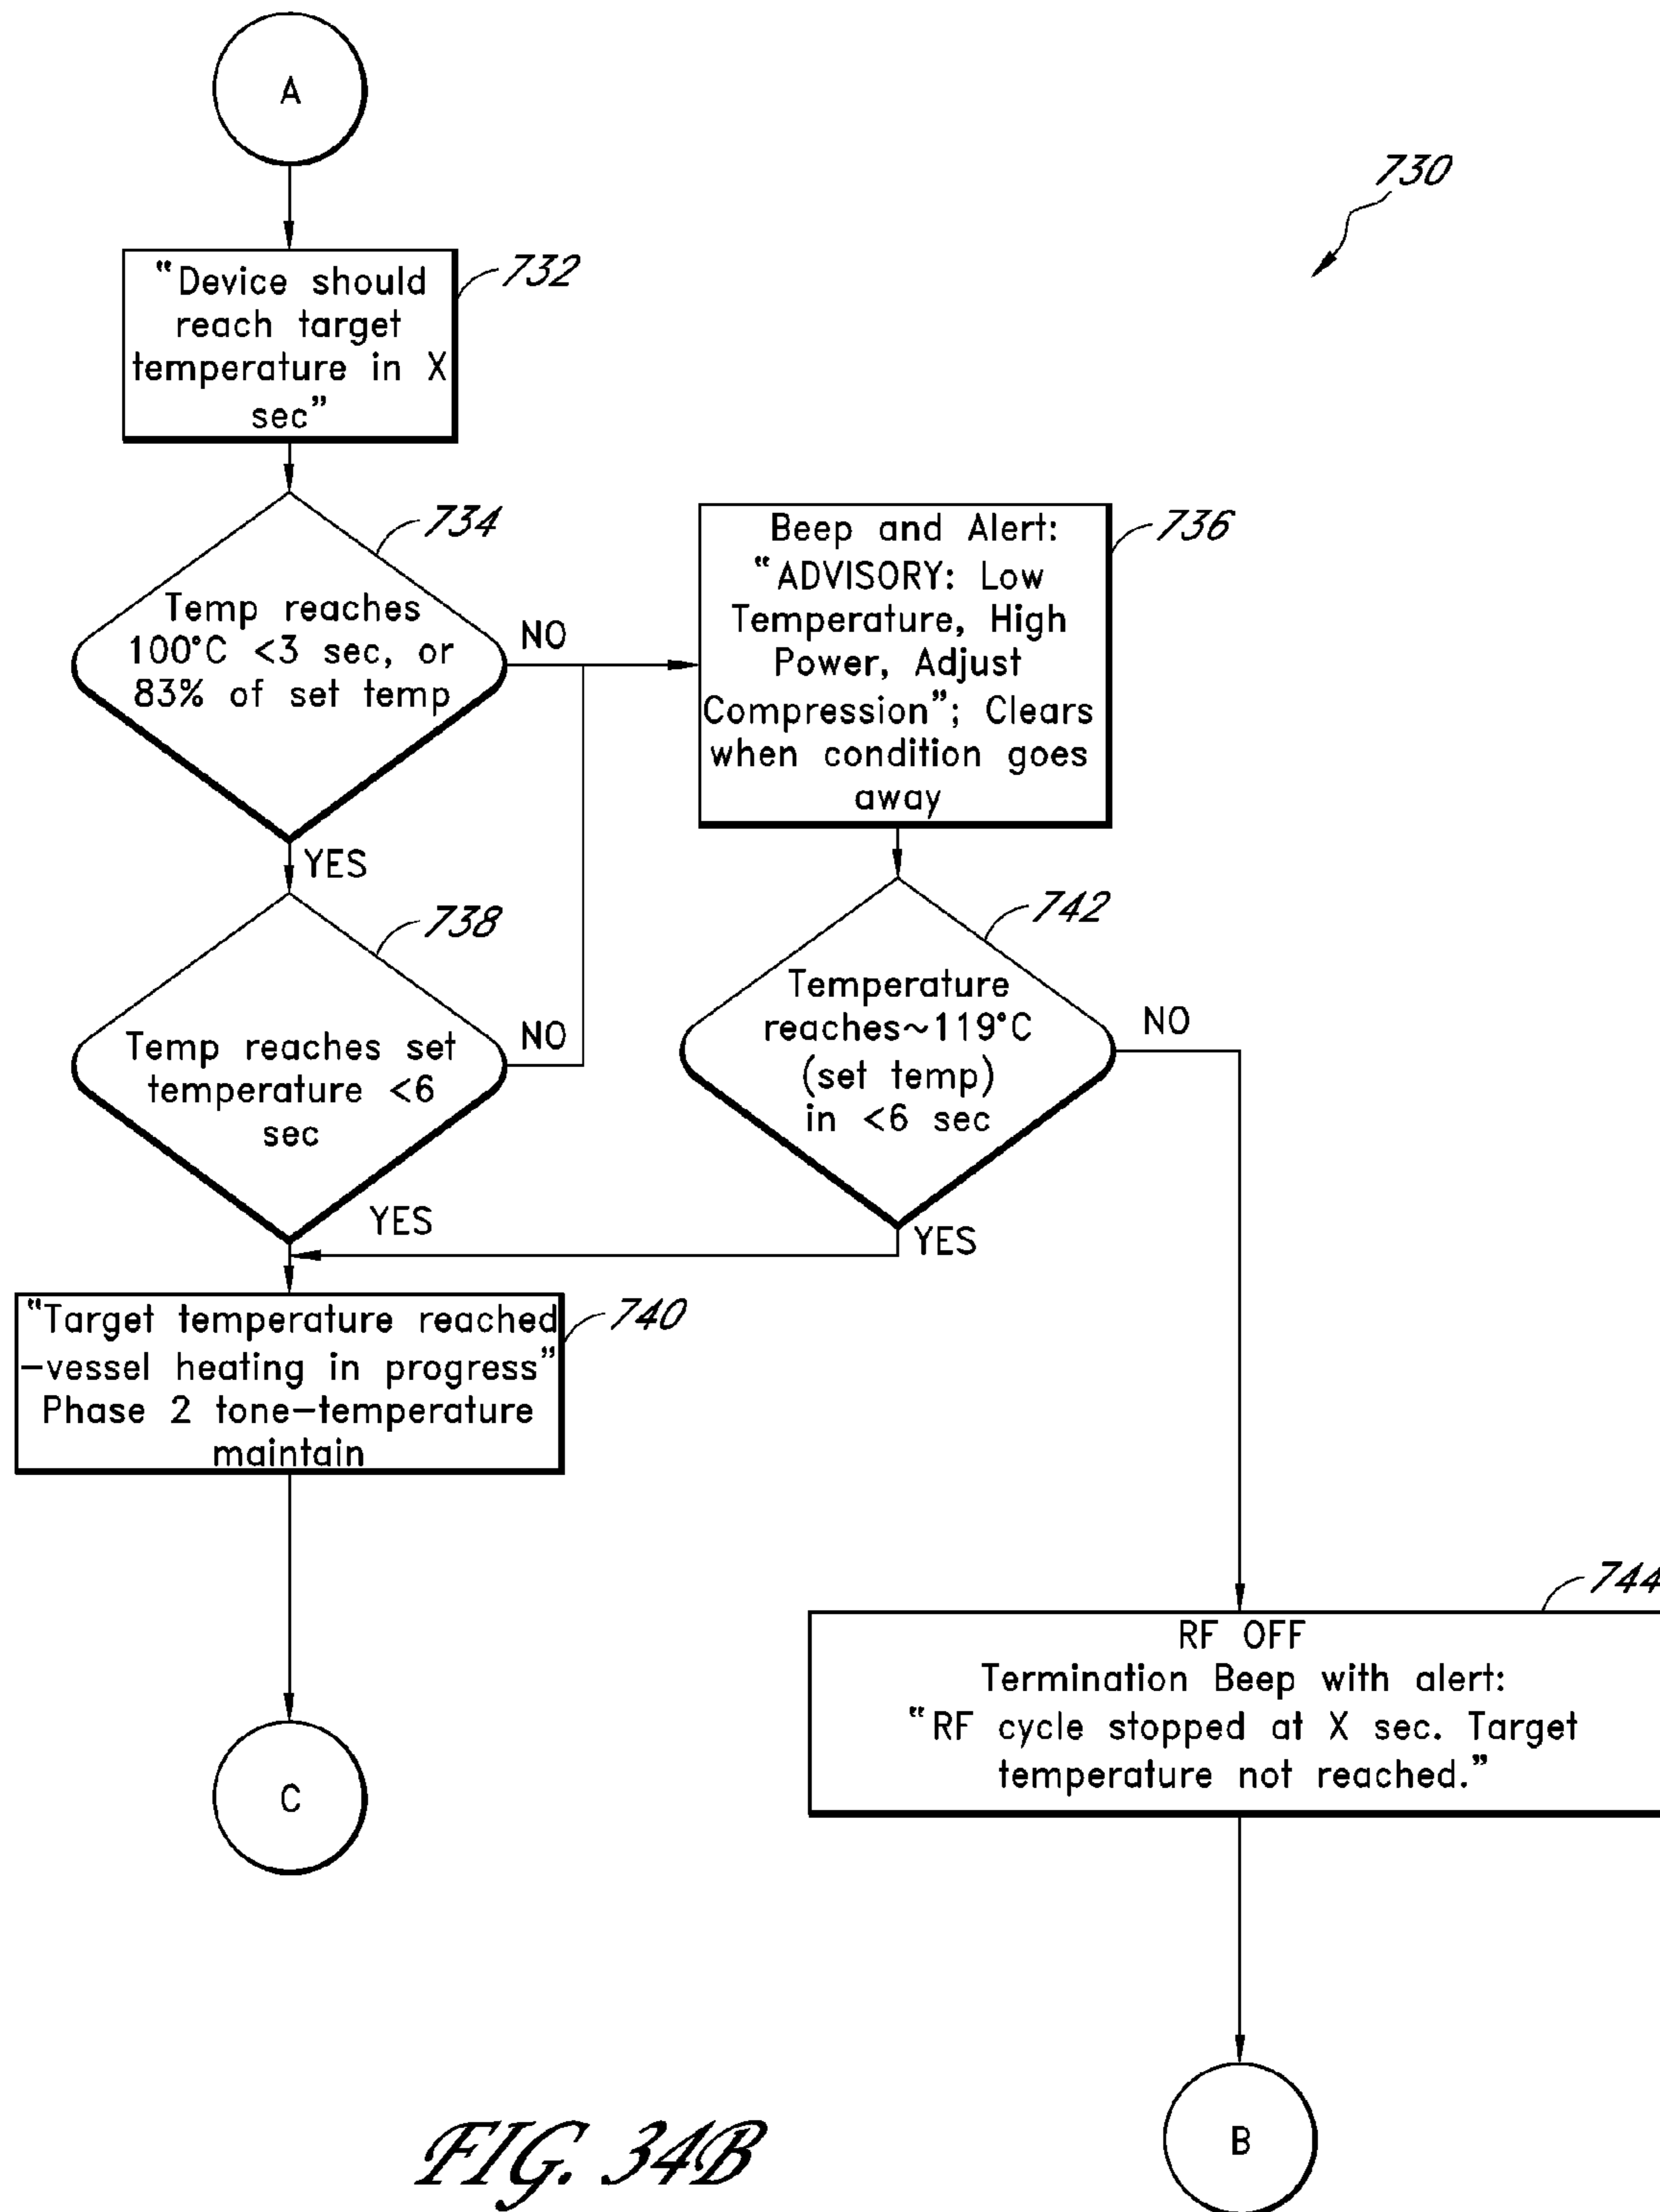 A
730
"Device should
reach target
temperature in X
sec"
732
734
Temp reaches
100°C <3 sec, or
83% of set temp
NO
YES
Beep and Alert:
"ADVISORY: Low
Temperature, High
Power, Adjust
Compression"; Clears
when condition goes
away
736
738
Temp reaches set
temperature <6
sec
NO
YES
742
Temperature
reaches~119°C
(set temp)
in <6 sec
NO
YES
"Target temperature reached
-vessel heating in progress"
Phase 2 tone-temperature
maintain
740
C
744
RF OFF
Termination Beep with alert:
"RF cycle stopped at X sec. Target
temperature not reached."
B
FIG. 34B